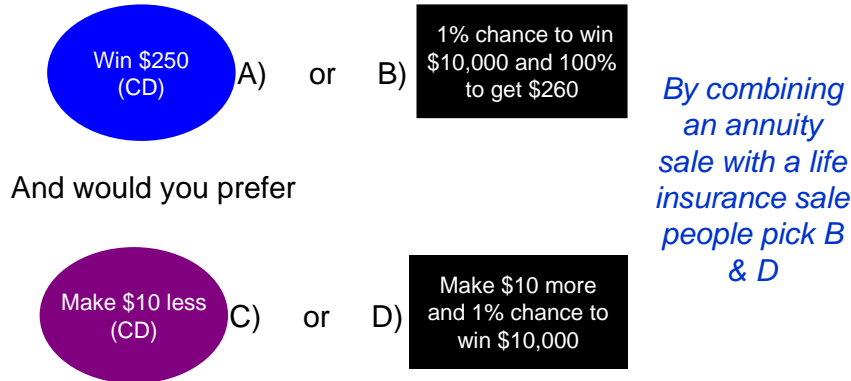 Win $250
(CD)
A) or B)
1% chance to win
$10,000 and 100%
to get $260
By combining
an annuity
sale with a life
insurance sale
people pick B
& D
And would you prefer
Make $10 less
(CD)
C) or D)
Make $10 more
and 1% chance to
win $10,000